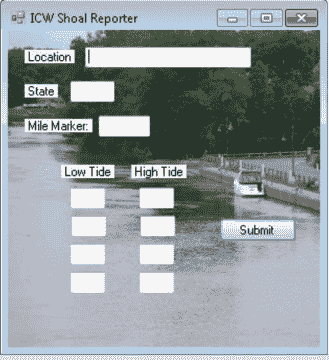 ICW Shoal Reporter
Location
State
Mile Marker:
Low Tide High Tide
Submit